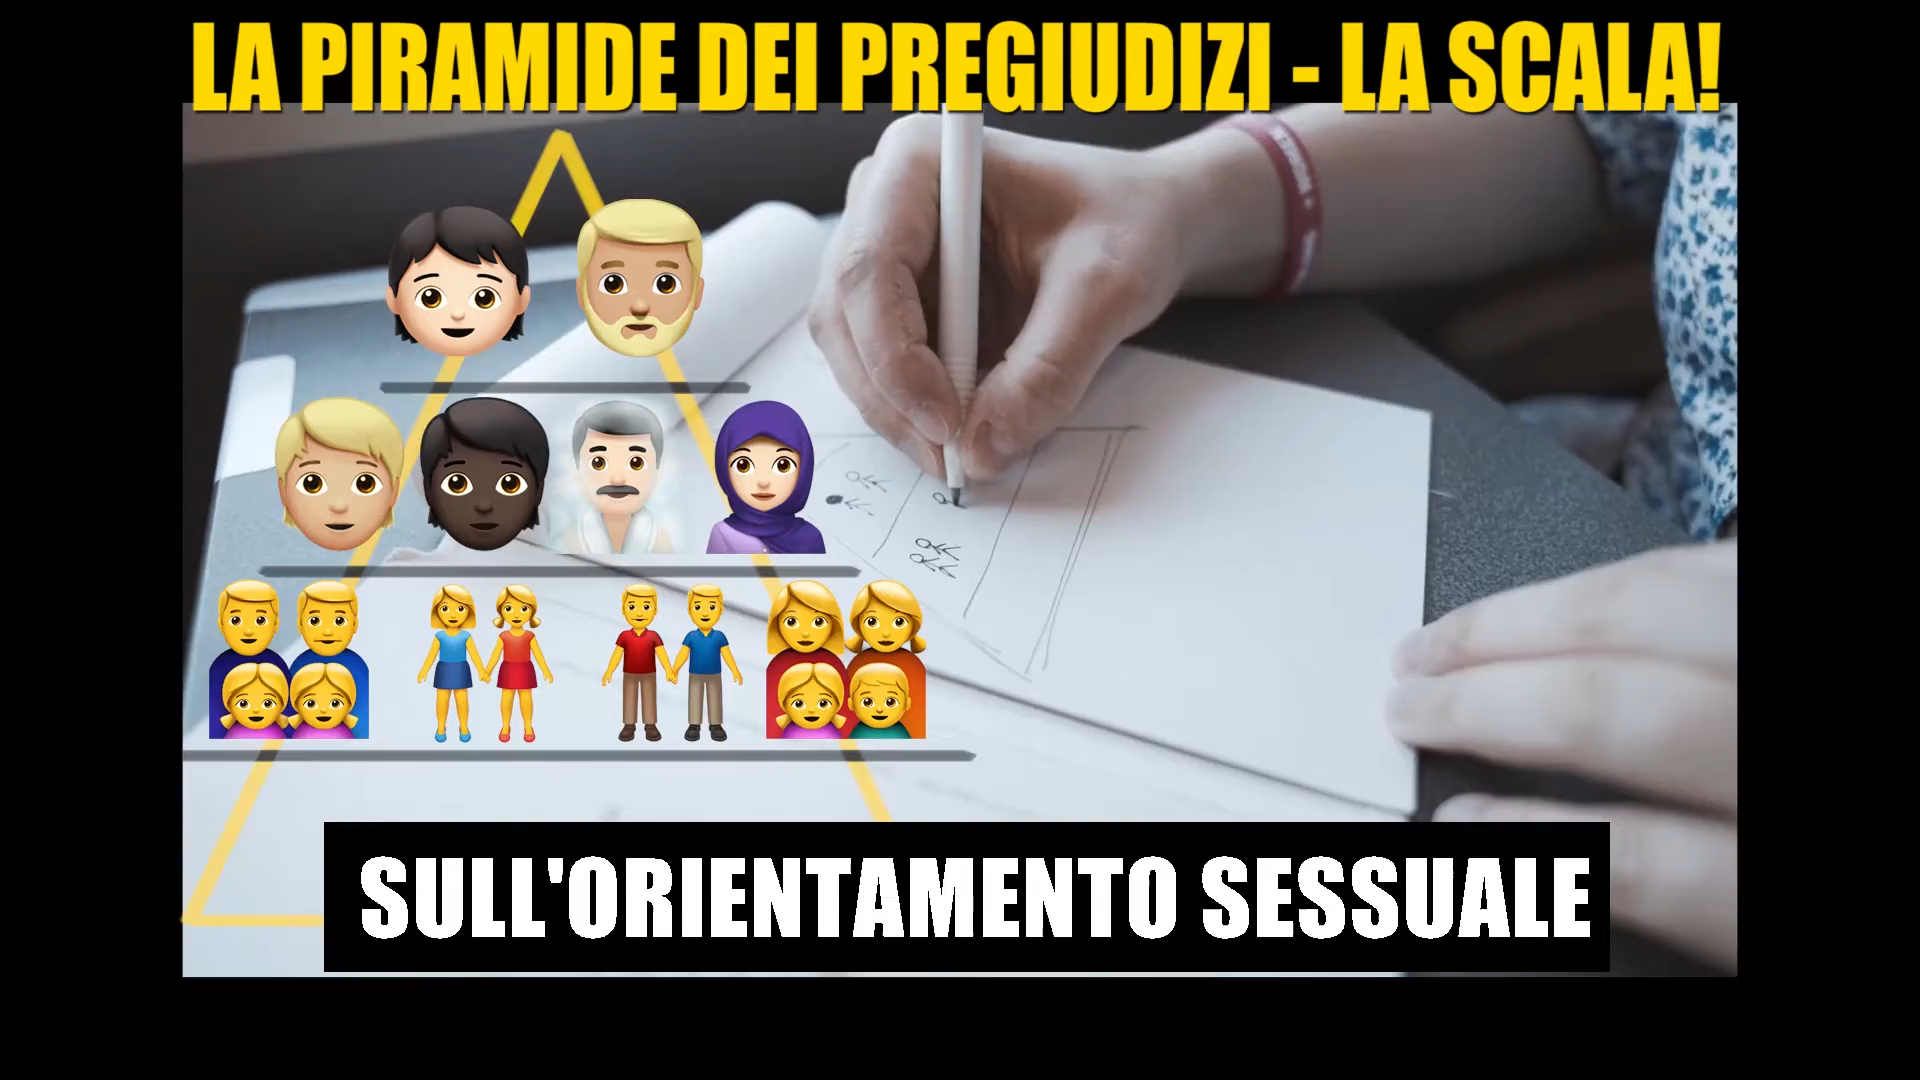 LA PIRAMIDE DEI PREGIUDIZI - LA SCALA!
SULL'ORIENTAMENTO SESSUALE